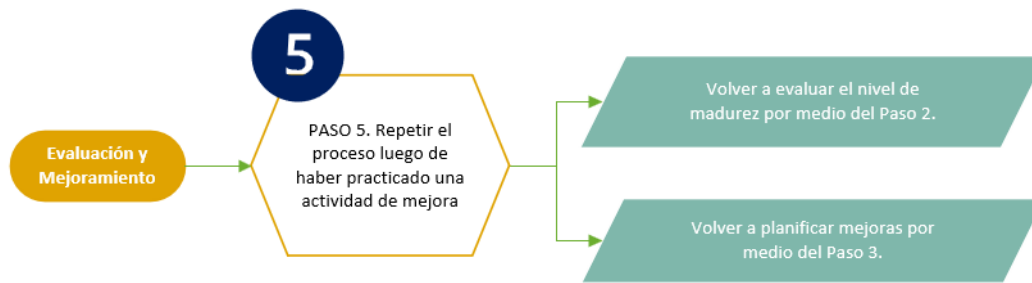 5
Evaluación y
Mejoramiento
PASO 5. Repetir el
proceso luego de
haber practicado una
actividad de mejora
Volver a evaluar el nivel de
madurez por medio del Paso 2.
Volver a planificar mejoras por
medio del Paso 3.